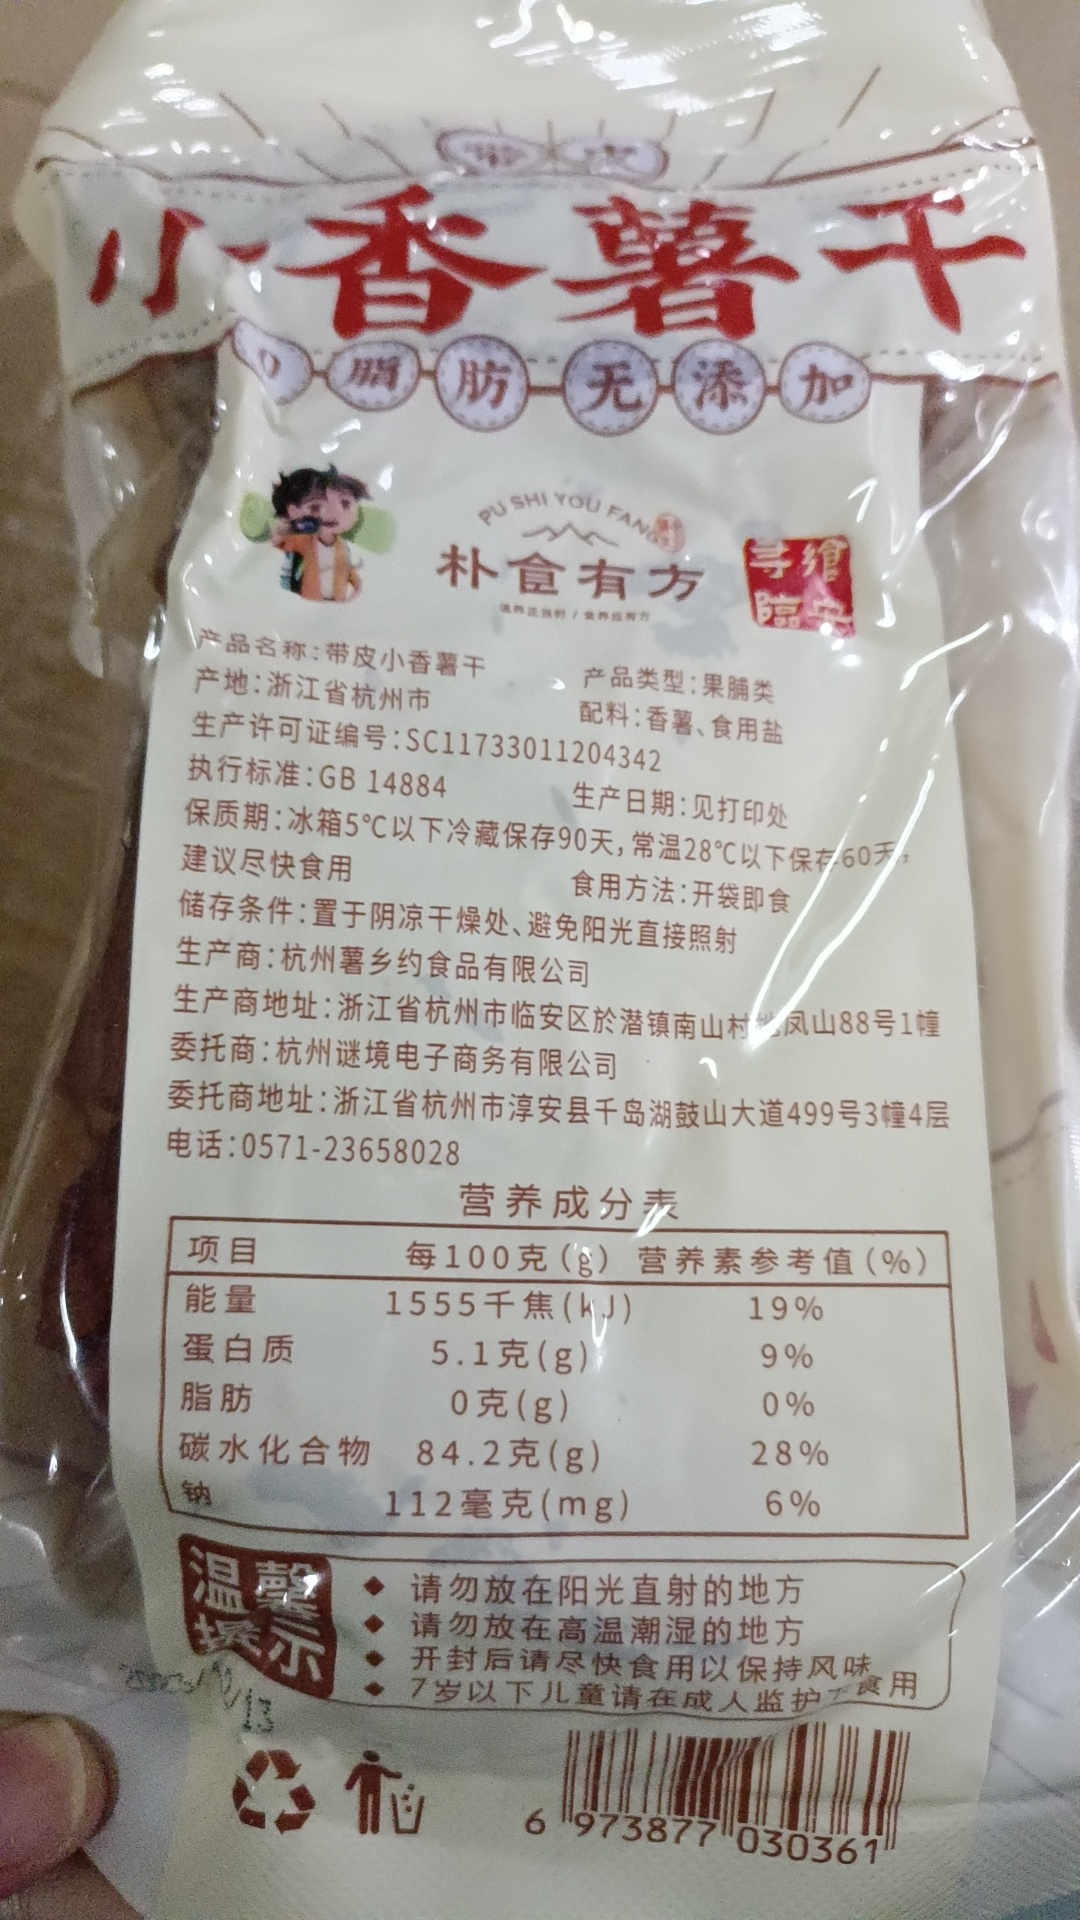 小香薯干
0脂肪无添加
PU SHI YOU FANG
朴食有方
产品名称:带皮小香薯干
产品类型:果脯类
产地:浙江省杭州市
配料:香薯、食用盐
生产许可证编号:SC11733011204342
执行标准:GB 14884
生产日期:见打印处
保质期:冰箱5℃以下冷藏保存90天,常温28℃以下保存60天,
建议尽快食用
食用方法:开袋即食
储存条件:置于阴凉干燥处、避免阳光直接照射
生产商:杭州薯乡约食品有限公司
生产商地址:浙江省杭州市临安区於潜镇南山村 凤山88号1幢
委托商:杭州谜境电子商务有限公司
委托商地址:浙江省杭州市淳安县千岛湖鼓山大道499号3幢4层
电话:0571-23658028
营养成分表
项目 每100克(g) 营养素参考值(%)
能量 1555千焦(kJ) 19%
蛋白质 5.1克(g) 9%
脂肪 0克(g) 0%
碳水化合物 84.2克(g) 28%
钠 112毫克(mg) 6%
温馨
提示
请勿放在阳光直射的地方
请勿放在高温潮湿的地方
开封后请尽快食用以保持风味
7岁以下儿童请在成人监护下食用
6 973877 030361